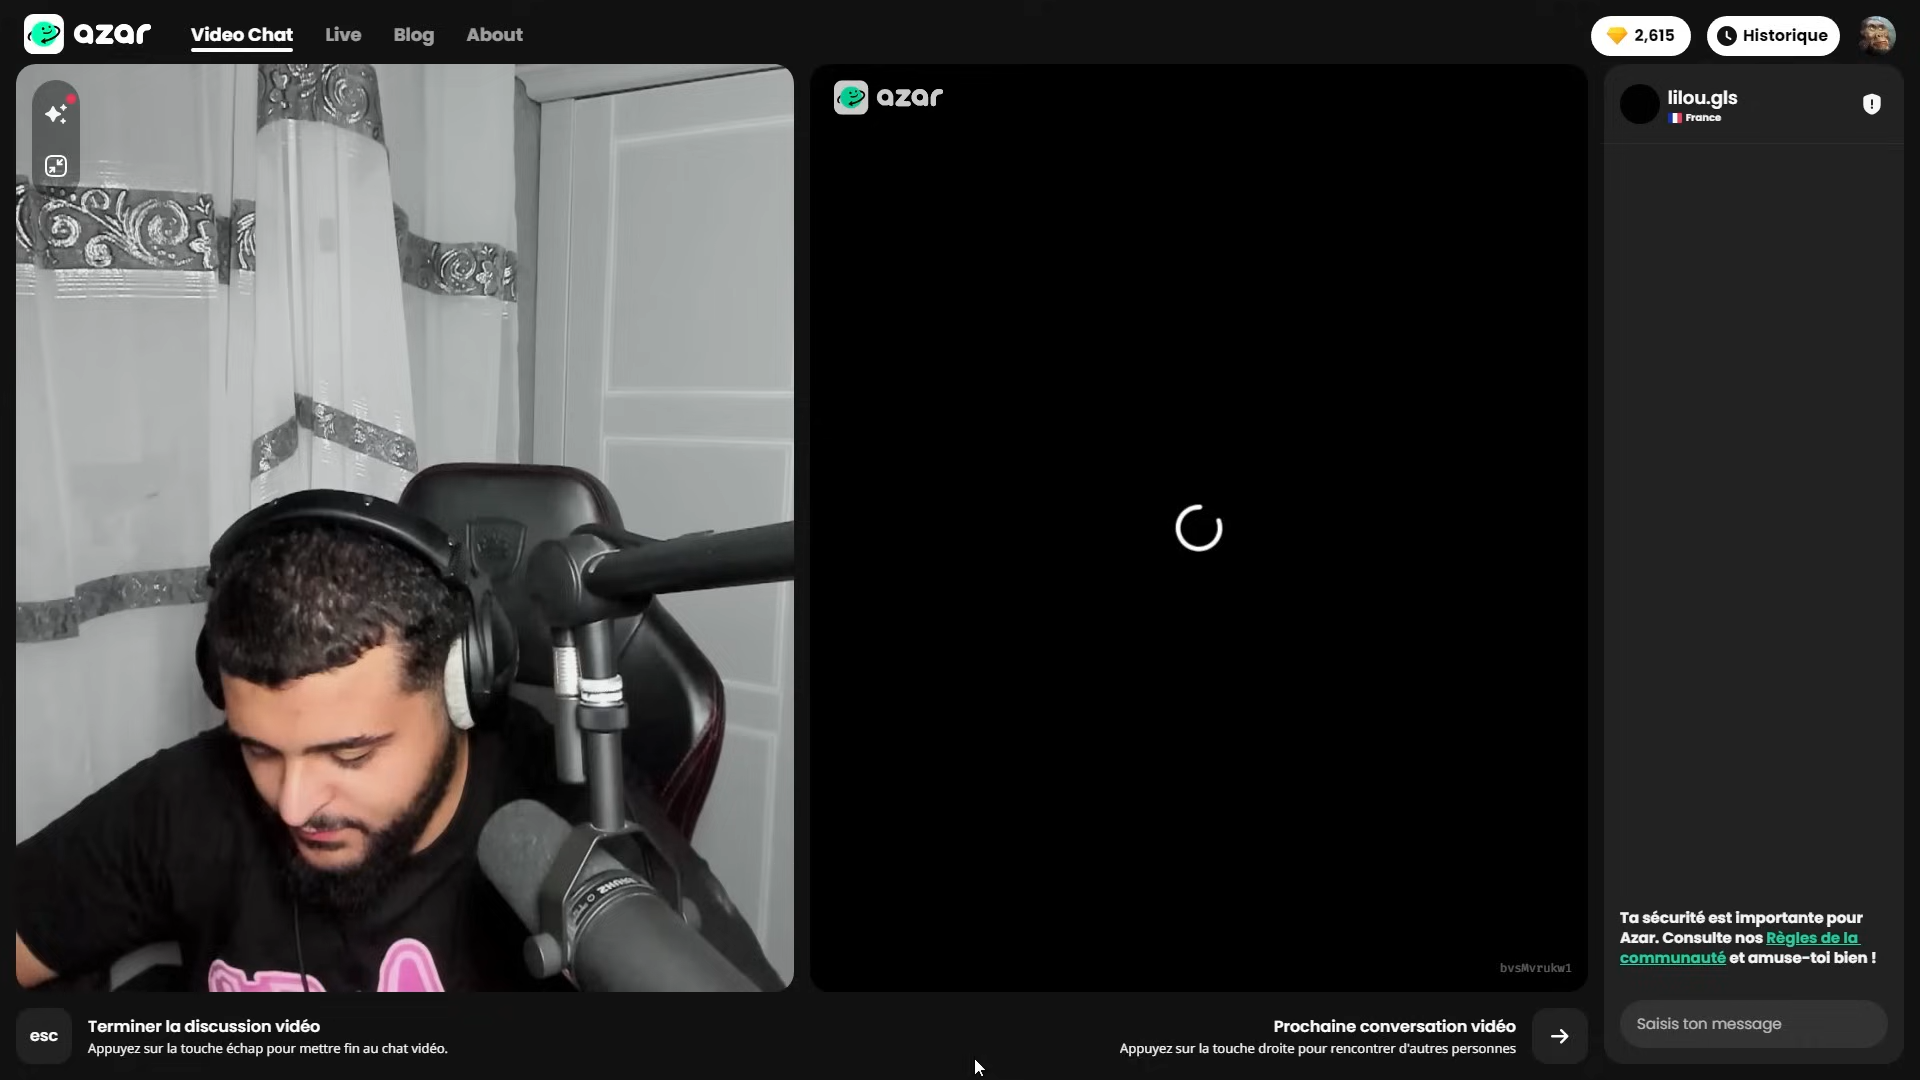 azar
Video Chat
Live
Blog
About
2,615
Historique
azar
lilou.gls
France
Ta sécurité est importante pour
Azar. Consulte nos Règles de la
communauté et amuse-toi bien !
bvsMvrukw1
Saisis ton message
esc
Terminer la discussion vidéo
Appuyez sur la touche échap pour mettre fin au chat vidéo.
Prochaine conversation vidéo
Appuyez sur la touche droite pour rencontrer d'autres personnes